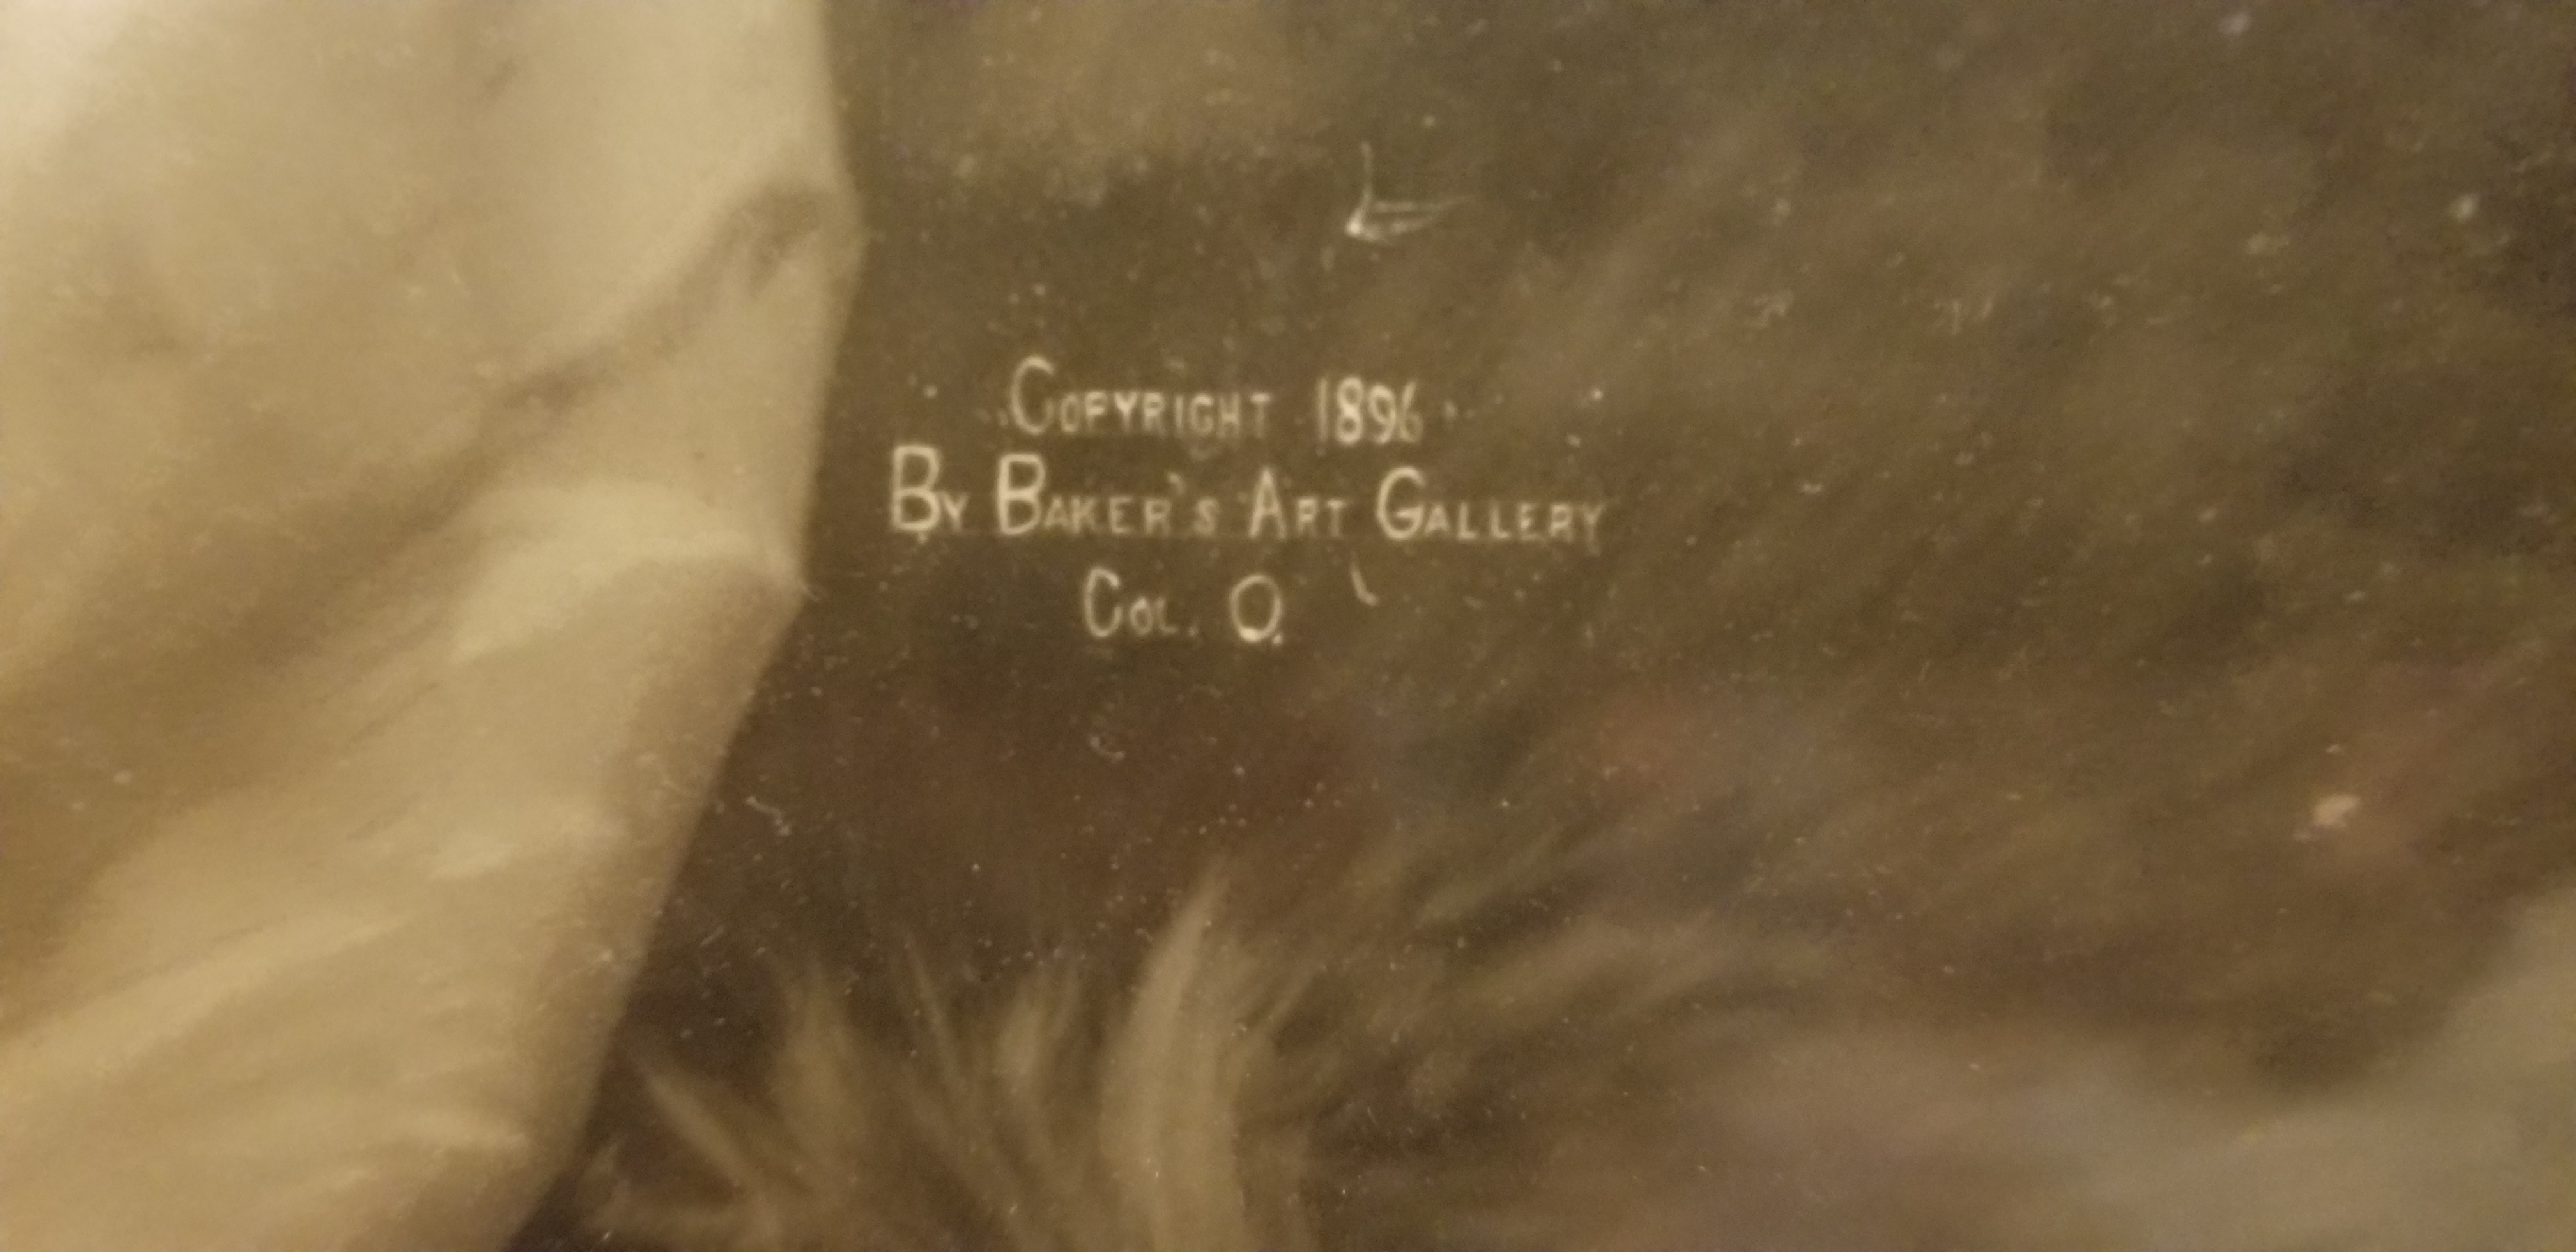 COPYRIGHT 1896
BY BAKER'S ART GALLERY
COL. O.